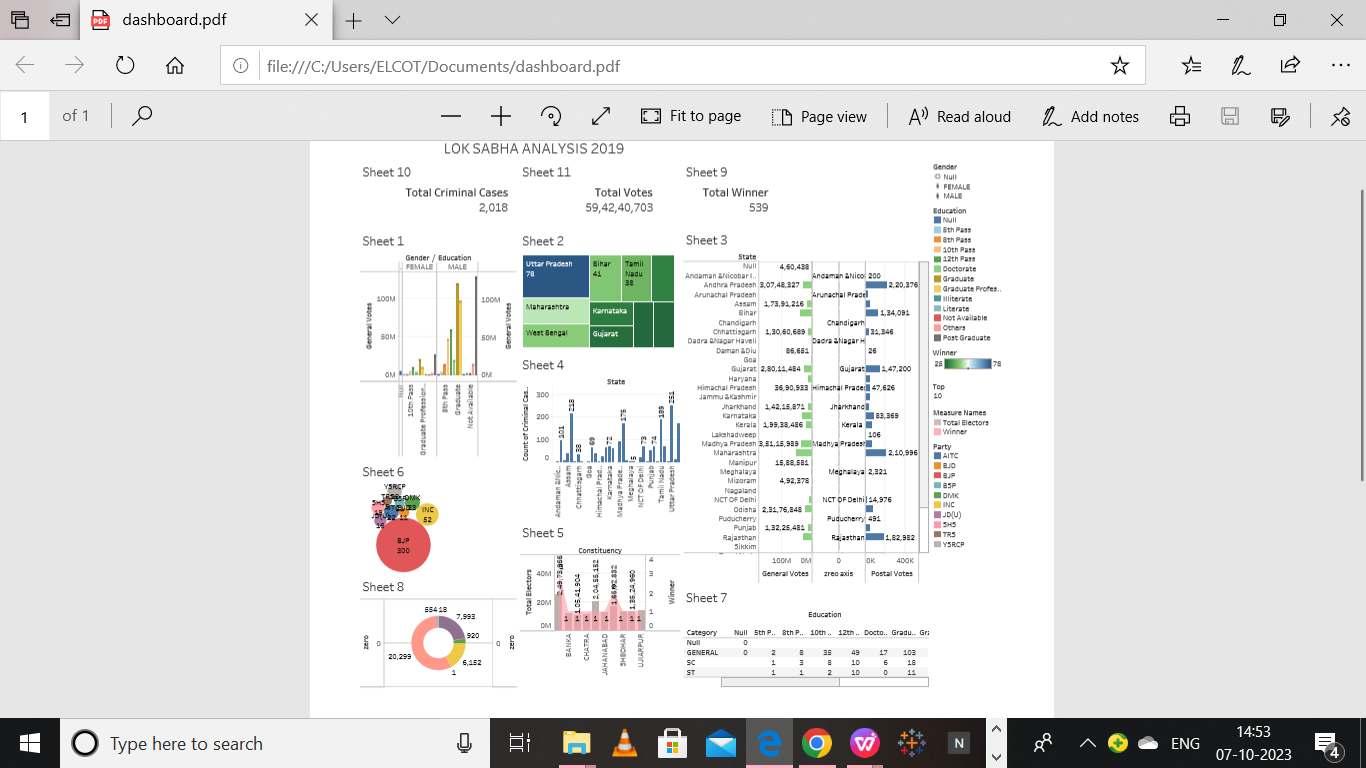 dashboard.pdf
file:///C:/Users/ELCOT/Documents/dashboard.pdf
1 of 1
Fit to page
Page view
Read aloud
Add notes
LOK SABHA ANALYSIS 2019
Sheet 10
Total Criminal Cases
2,018
Sheet 11
Total Votes
59,42,40,703
Sheet 9
Total Winner
539
Sheet 1
Gender / Education
FEMALE MALE
General Votes
100M
50M
0M
100M
50M
0M
General Votes
Null
10th Pass
Graduate Profession..
8th Pass
Graduate
Not Available
Sheet 2
Uttar Pradesh
78
Bihar
41
Tamil
Nadu
38
Maharashtra
Karnataka
West Bengal
Gujarat
Sheet 3
State
Null 4,60,438
Andaman &Nicobar I.. Andaman &Nico 200
Andhra Pradesh 3,07,48,327 2,20,376
Arunachal Pradesh Arunachal Prade
Assam 1,73,91,216
Bihar 1,34,091
Chandigarh Chandigarh
Chhattisgarh 1,30,60,689 31,346
Dadra &Nagar Haveli Dadra &Nagar H
Daman &Diu 86,651 26
Goa
Gujarat 2,80,11,484 Gujarat 1,47,200
Haryana
Himachal Pradesh 36,90,933 Himachal Prade 47,626
Jammu &Kashmir
Jharkhand 1,42,15,871 Jharkhand
Karnataka 83,369
Kerala 1,99,38,486 Kerala
Lakshadweep 106
Madhya Pradesh 3,51,15,989 Madhya Pradesh
Maharashtra 2,10,996
Manipur 15,88,581
Meghalaya Meghalaya 2,321
Mizoram 4,92,378
Nagaland
NCT OF Delhi NCT OF Delhi 14,976
Odisha 2,31,76,848
Puducherry Puducherry 491
Punjab 1,32,25,481
Rajasthan Rajasthan 1,82,982
Sikkim
100M 0M 0 0K 400K
General Votes zreo axis Postal Votes
Sheet 4
State
Count of Criminal Cas..
300
200
100
0
101
218
38
69
72
175
5
73
74
189
251
Andaman &Nic..
Assam
Chhattisgarh
Goa
Himachal Prad..
Karnataka
Madhya Prade..
Meghalaya
NCT OF Delhi
Punjab
Tamil Nadu
Uttar Pradesh
Sheet 6
YSRCP
DMK
INC
52
BJP
300
Sheet 5
Constituency
Total Electors
40M
20M
0M
1,05,41,904
2,04,55,152
1,35,24,960
1 1 1 1 1 1 1 1
4
3
2
1
0
Winner
BANKA
CHATRA
JAHANABAD
SHEOHAR
UJIARPUR
Sheet 8
zero 0
554 18
7,993
920
6,152
1
20,299
0 zero
Sheet 7
Education
Category Null 5th P.. 8th P.. 10th .. 12th .. Docto.. Gradu.. Gra
Null 0
GENERAL 0 2 8 35 49 17 103
SC 1 3 8 10 6 18
ST 1 1 2 10 0 11
Gender
Null
FEMALE
MALE
Education
Null
5th Pass
8th Pass
10th Pass
12th Pass
Doctorate
Graduate
Graduate Profes..
Illiterate
Literate
Not Available
Others
Post Graduate
Winner
25 78
Top
10
Measure Names
Total Electors
Winner
Party
AITC
BJD
BJP
BSP
DMK
INC
JD(U)
SHS
TRS
YSRCP
Type here to search
ENG
14:53
07-10-2023
4